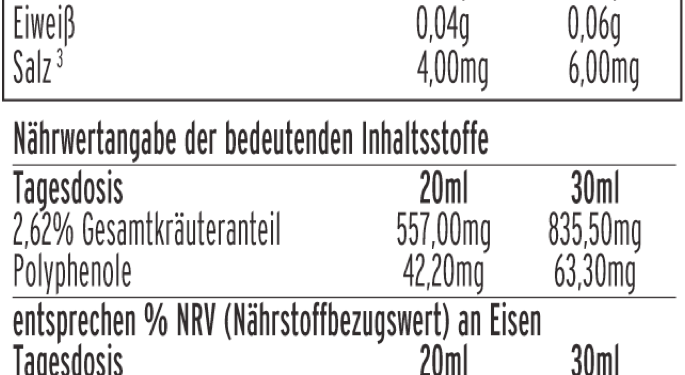 Eiweiß 0,04g 0,06g
Salz ³ 4,00mg 6,00mg
Nährwertangabe der bedeutenden Inhaltsstoffe
Tagesdosis 20ml 30ml
2,62% Gesamtkräuteranteil 557,00mg 835,50mg
Polyphenole 42,20mg 63,30mg
entsprechen % NRV (Nährstoffbezugswert) an Eisen
Tagesdosis 20ml 30ml